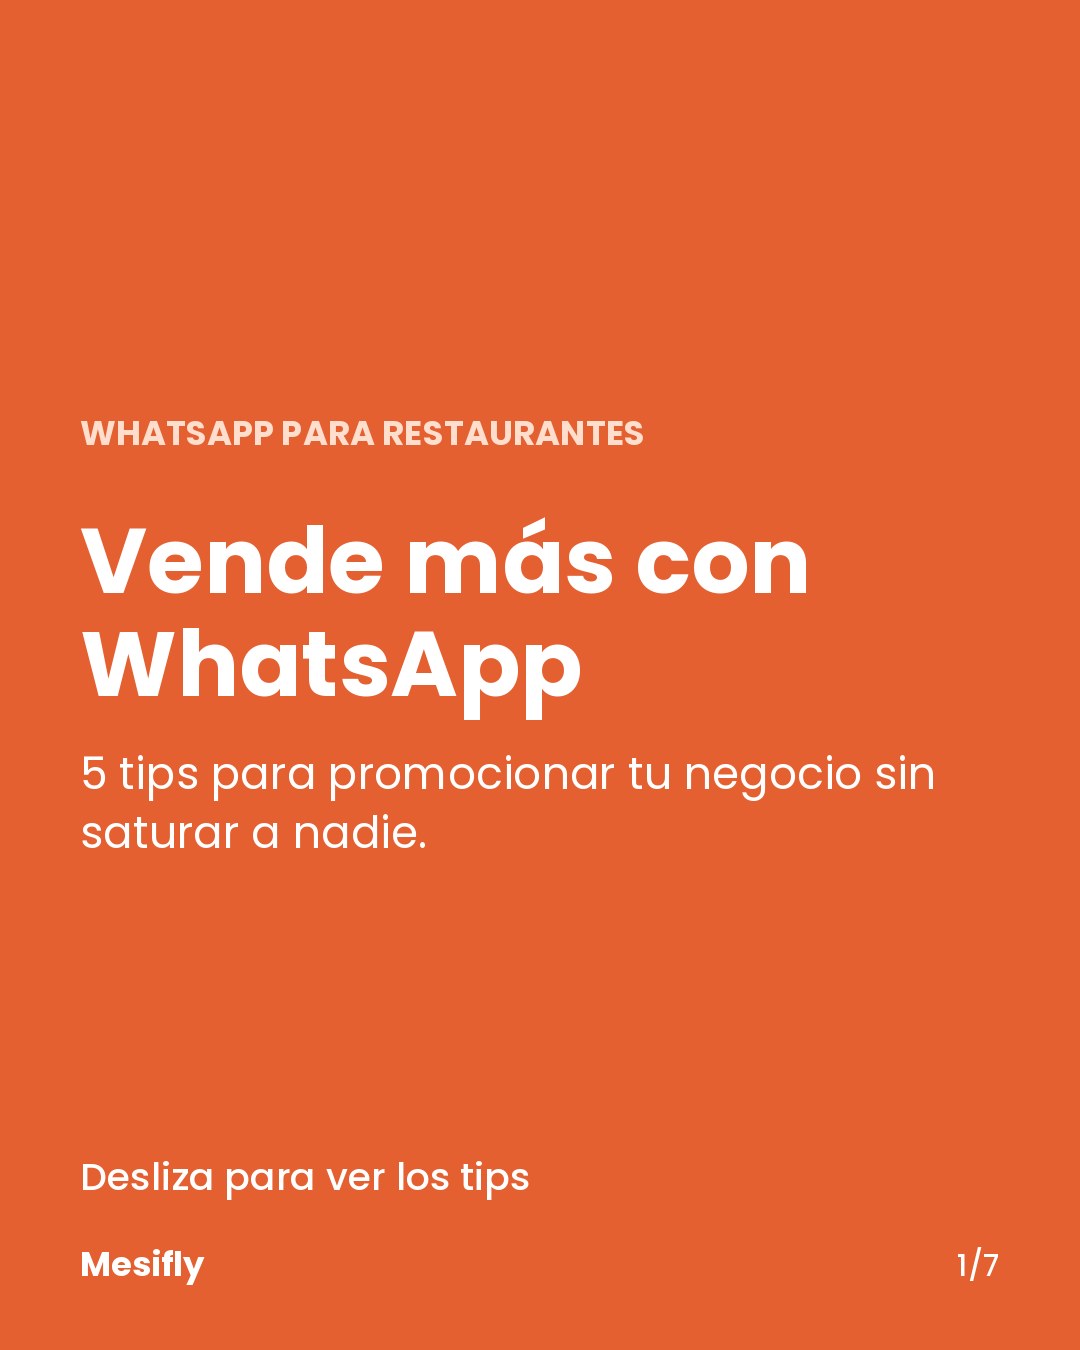 WHATSAPP PARA RESTAURANTES
Vende más con
WhatsApp
5 tips para promocionar tu negocio sin
saturar a nadie.
Desliza para ver los tips
Mesifly
1/7